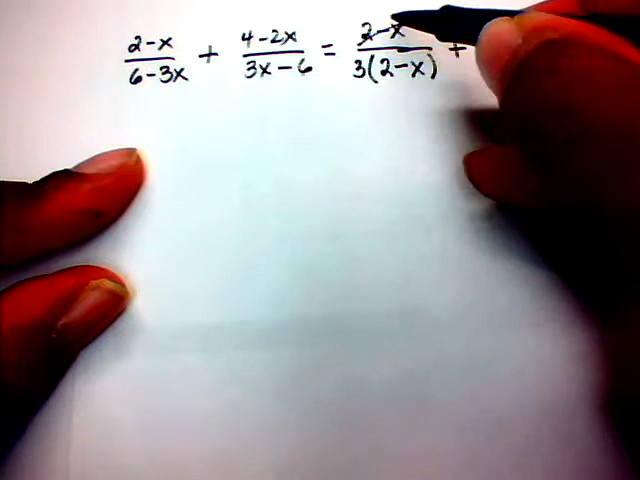 (2-x)/(6-3x) + (4-2x)/(3x-6) = (2-x)/(3(2-x)) +